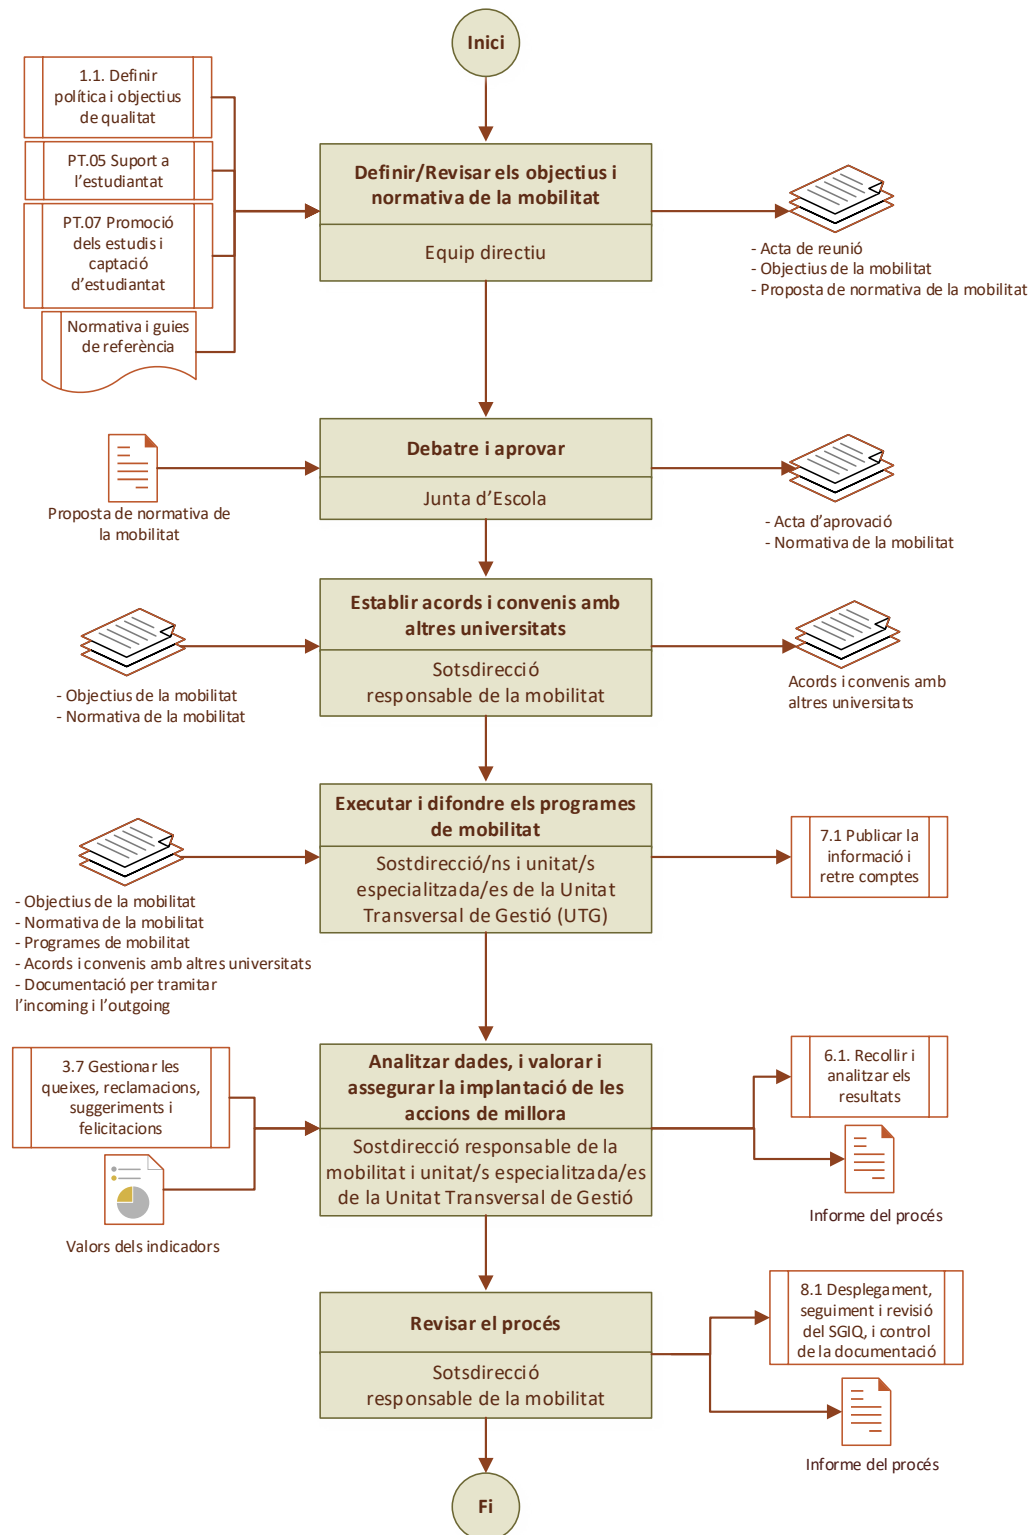 Inici
1.1. Definir
política i objectius
de qualitat
PT.05 Suport a
l'estudiantat
PT.07 Promoció
dels estudis i
captació
d'estudiantat
Normativa i guies
de referència
Definir/Revisar els objectius i
normativa de la mobilitat
Equip directiu
- Acta de reunió
- Objectius de la mobilitat
- Proposta de normativa de la mobilitat
Proposta de normativa de
la mobilitat
Debatre i aprovar
Junta d'Escola
- Acta d'aprovació
- Normativa de la mobilitat
- Objectius de la mobilitat
- Normativa de la mobilitat
Establir acords i convenis amb
altres universitats
Sotsdirecció
responsable de la mobilitat
Acords i convenis amb
altres universitats
- Objectius de la mobilitat
- Normativa de la mobilitat
- Programes de mobilitat
- Acords i convenis amb altres universitats
- Documentació per tramitar
l'incoming i l'outgoing
Executar i difondre els programes
de mobilitat
Sostdirecció/ns i unitat/s
especialitzada/es de la Unitat
Transversal de Gestió (UTG)
7.1 Publicar la
informació i
retre comptes
3.7 Gestionar les
queixes, reclamacions,
suggeriments i
felicitacions
Valors dels indicadors
Analitzar dades, i valorar i
assegurar la implantació de les
accions de millora
Sostdirecció responsable de la
mobilitat i unitat/s especialitzada/es
de la Unitat Transversal de Gestió
6.1. Recollir i
analitzar els
resultats
Informe del procés
Revisar el procés
Sotsdirecció
responsable de la mobilitat
8.1 Desplegament,
seguiment i revisió
del SGIQ, i control
de la documentació
Informe del procés
Fi